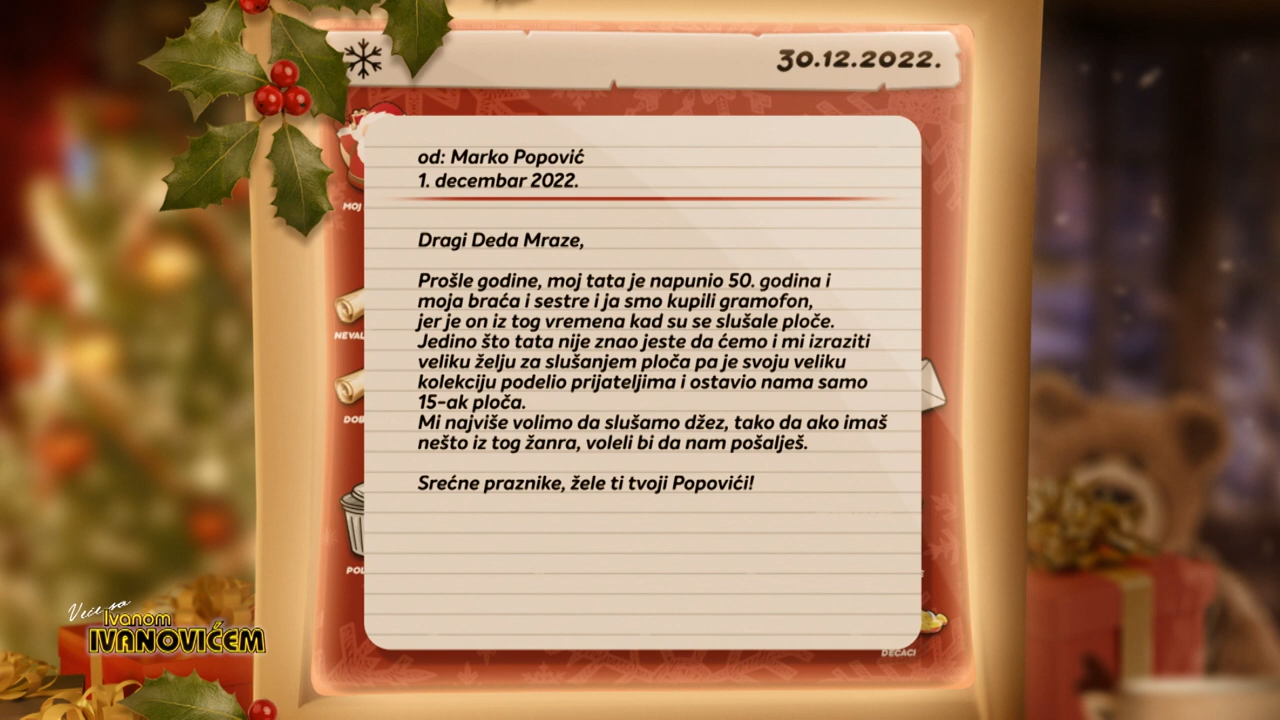 30.12.2022.
od: Marko Popović
1. decembar 2022.
MOJ
Dragi Deda Mraze,
Prošle godine, moj tata je napunio 50. godina i
moja braća i sestre i ja smo kupili gramofon,
jer je on iz tog vremena kad su se slušale ploče.
Jedino što tata nije znao jeste da ćemo i mi izraziti
veliku želju za slušanjem ploča pa je svoju veliku
kolekciju podelio prijateljima i ostavio nama samo
15-ak ploča.
Mi najviše volimo da slušamo džez, tako da ako imaš
nešto iz tog žanra, voleli bi da nam pošalješ.
Srećne praznike, žele ti tvoji Popovići!
NEVAL
DOB
POL
DEČACI
Veče sa
Ivanom
IVANOVIĆEM